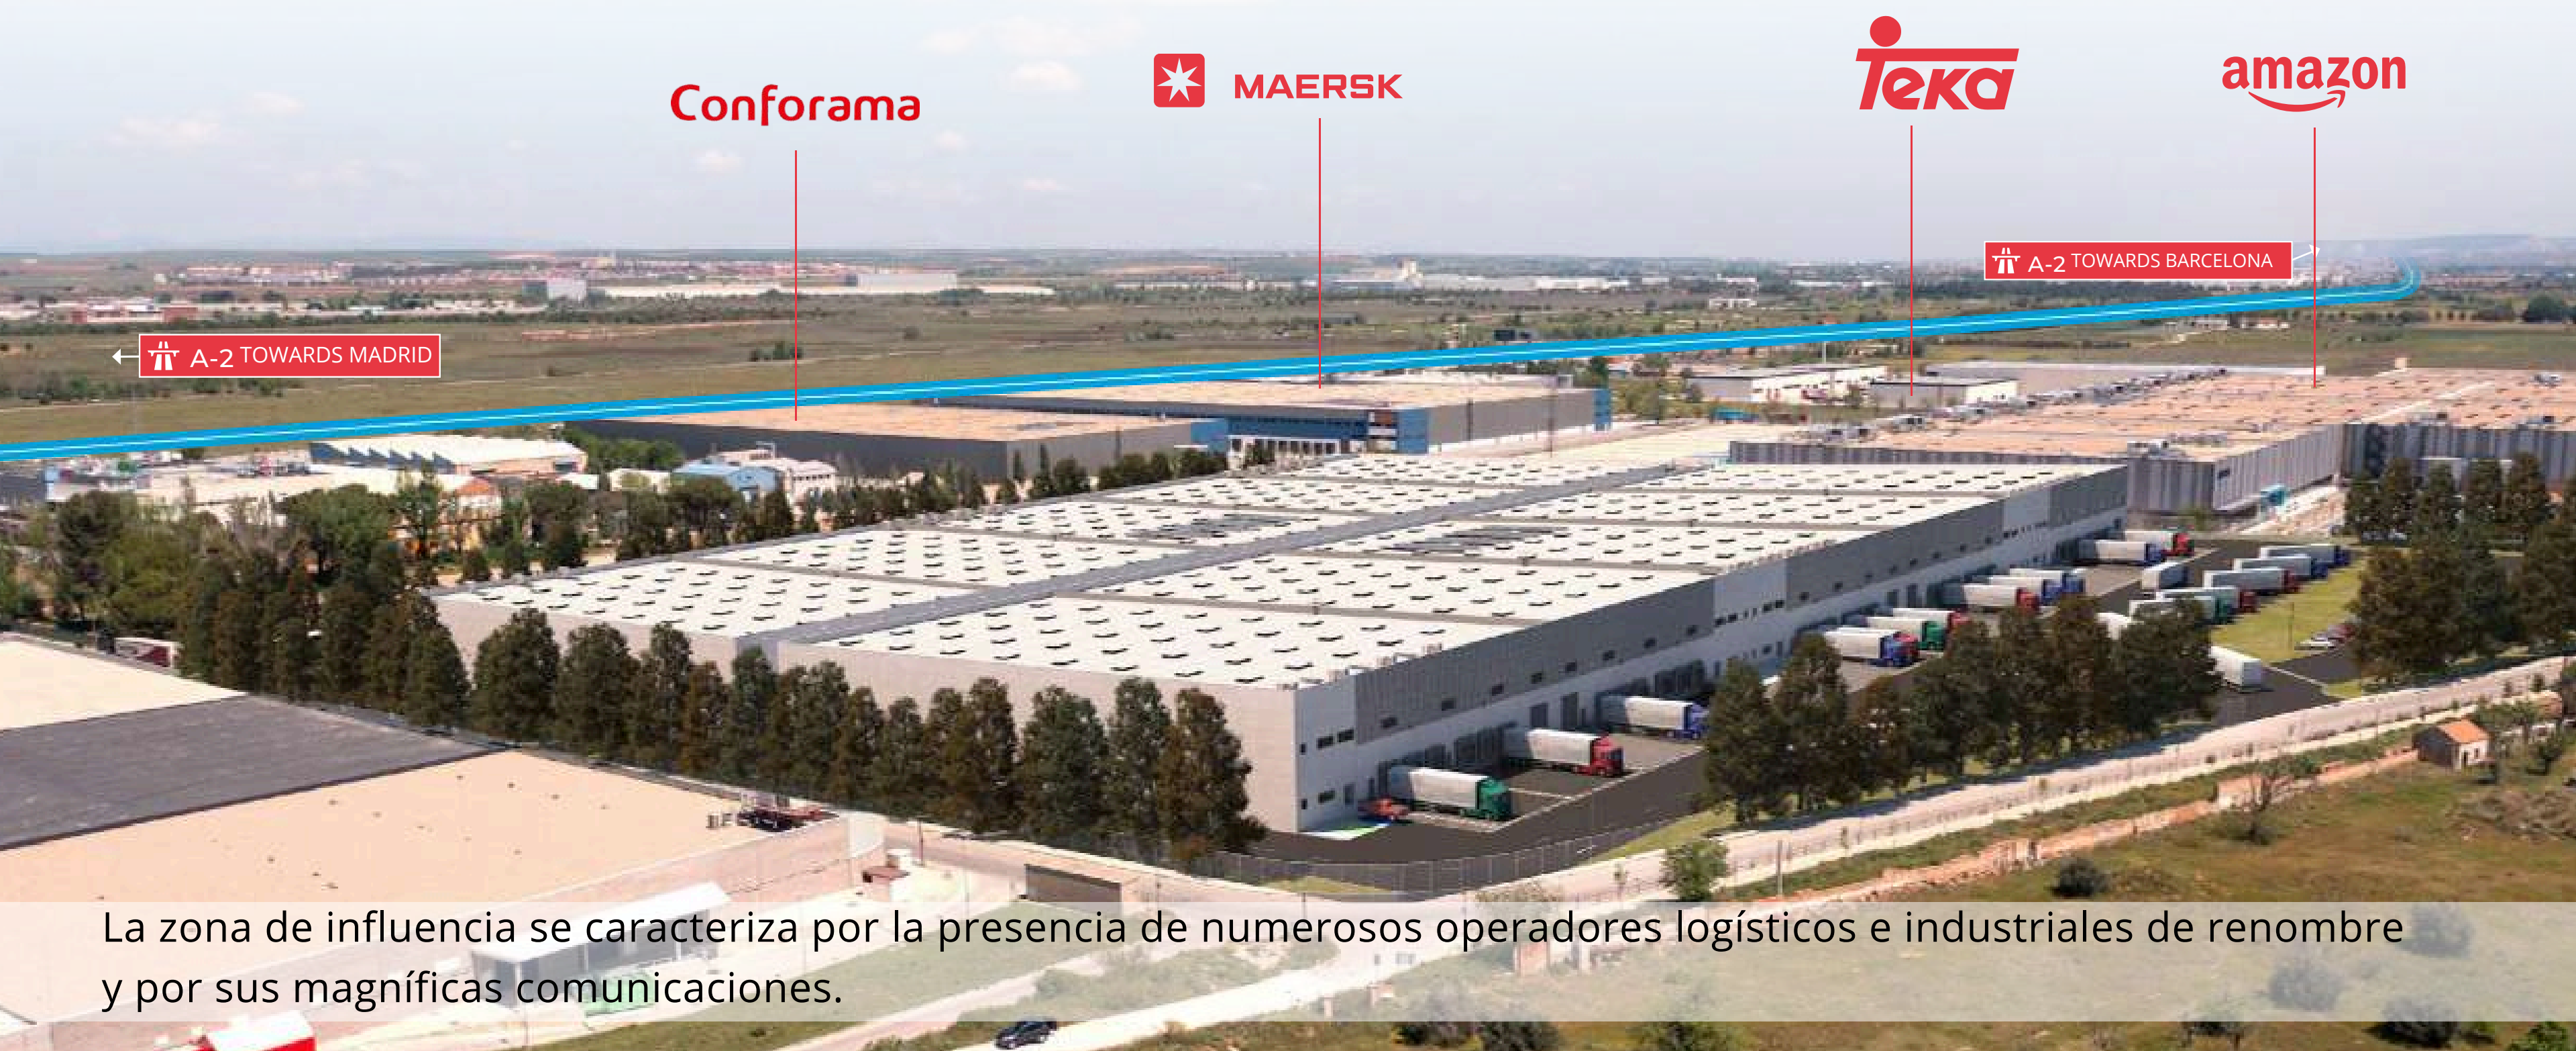 Conforama
MAERSK
Teka
amazon
A-2 TOWARDS BARCELONA
A-2 TOWARDS MADRID
La zona de influencia se caracteriza por la presencia de numerosos operadores logísticos e industriales de renombre
y por sus magníficas comunicaciones.